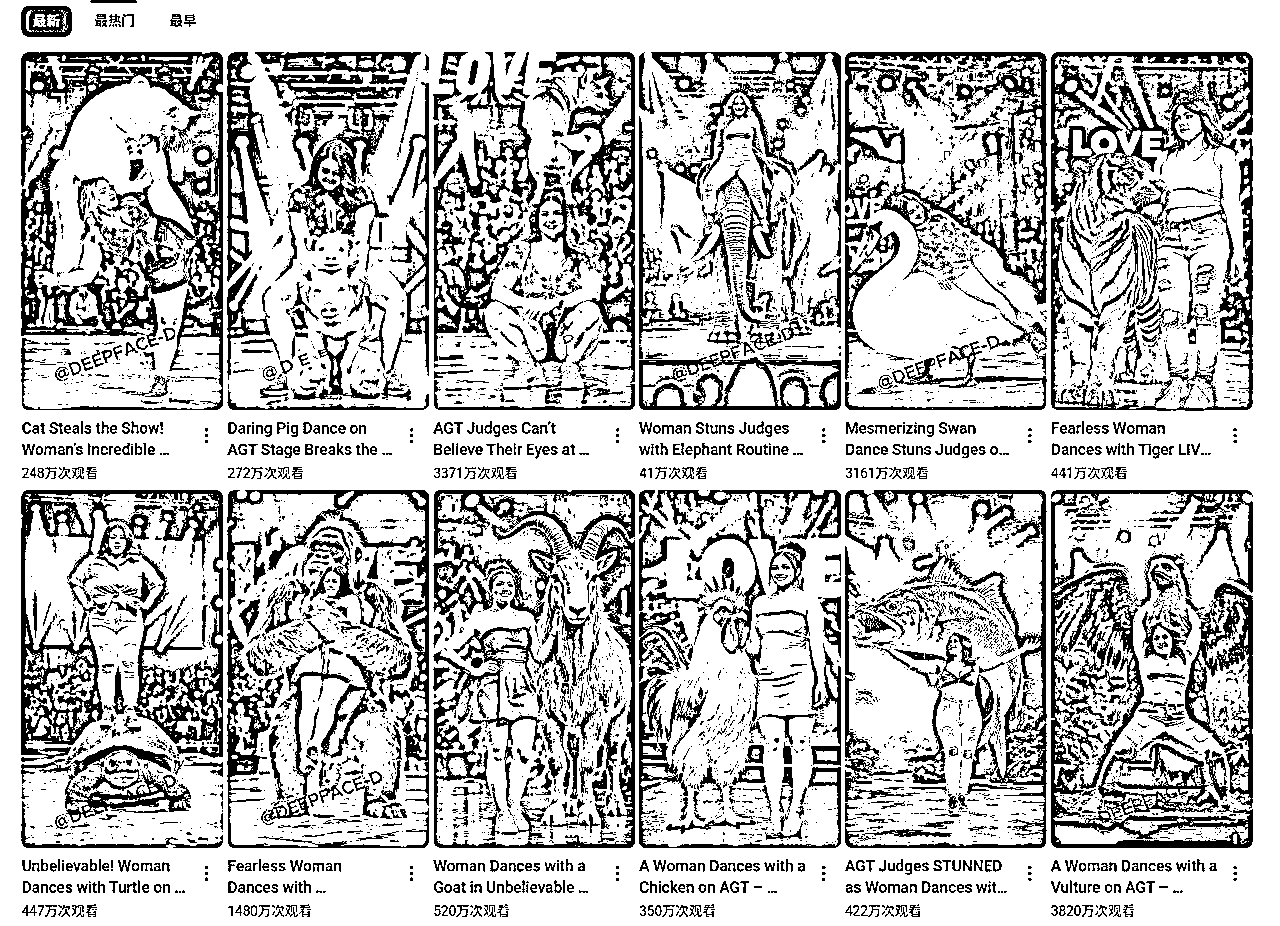 最新
最热门
最早
LOVE
LOVE
@DEEPFACE-D
@DEEPFACE-D
@DEEPFACE-D
Cat Steals the Show!
Woman's Incredible ...
248万次观看
Daring Pig Dance on
AGT Stage Breaks the ...
272万次观看
AGT Judges Can't
Believe Their Eyes at ...
3371万次观看
Woman Stuns Judges
with Elephant Routine ...
41万次观看
Mesmerizing Swan
Dance Stuns Judges o...
3161万次观看
Fearless Woman
Dances with Tiger LIV...
441万次观看
@DEEPFACE-D
@DEEPFACE-D
Unbelievable! Woman
Dances with Turtle on ...
447万次观看
Fearless Woman
Dances with ...
1480万次观看
Woman Dances with a
Goat in Unbelievable ...
520万次观看
A Woman Dances with a
Chicken on AGT – ...
350万次观看
AGT Judges STUNNED
as Woman Dances wit...
422万次观看
A Woman Dances with a
Vulture on AGT – ...
3820万次观看